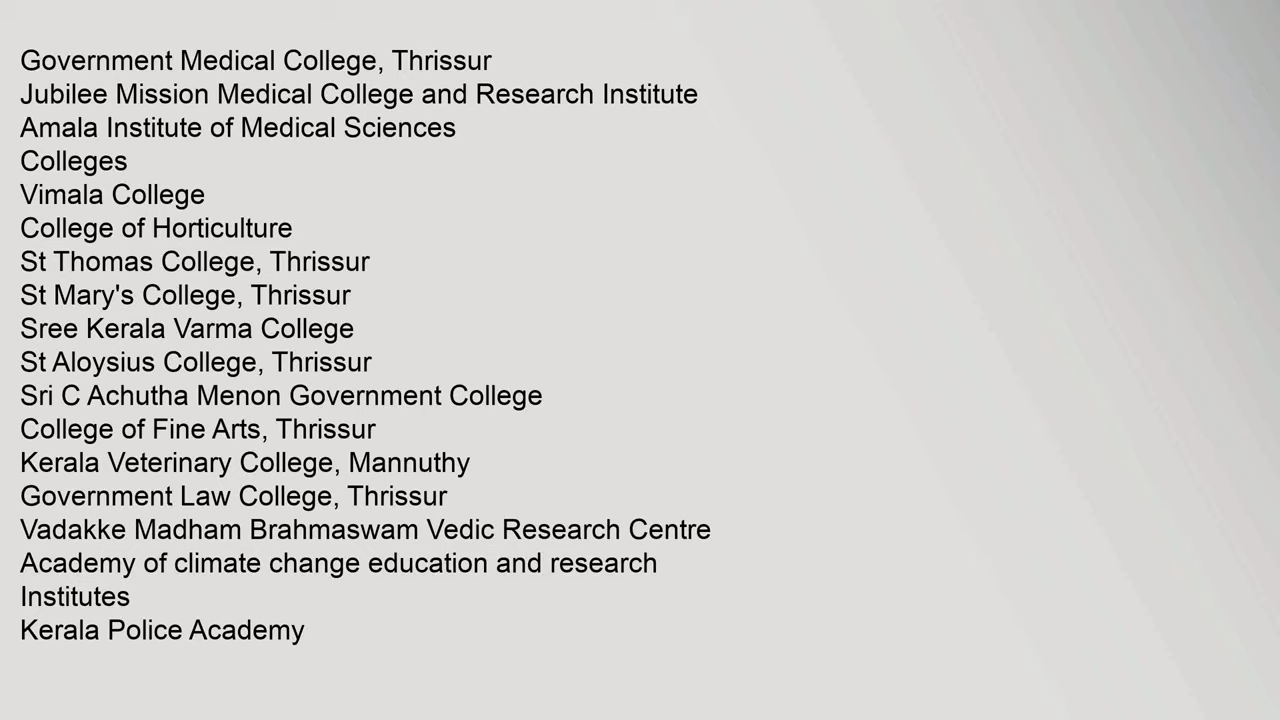 Government Medical College, Thrissur
Jubilee Mission Medical College and Research Institute
Amala Institute of Medical Sciences
Colleges
Vimala College
College of Horticulture
St Thomas College, Thrissur
St Mary's College, Thrissur
Sree Kerala Varma College
St Aloysius College, Thrissur
Sri C Achutha Menon Government College
College of Fine Arts, Thrissur
Kerala Veterinary College, Mannuthy
Government Law College, Thrissur
Vadakke Madham Brahmaswam Vedic Research Centre
Academy of climate change education and research
Institutes
Kerala Police Academy